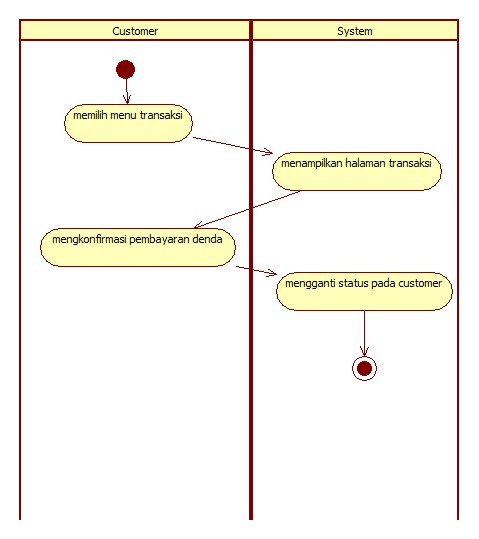 Customer
System
memilih menu transaksi
menampilkan halaman transaksi
mengkonfirmasi pembayaran denda
mengganti status pada customer